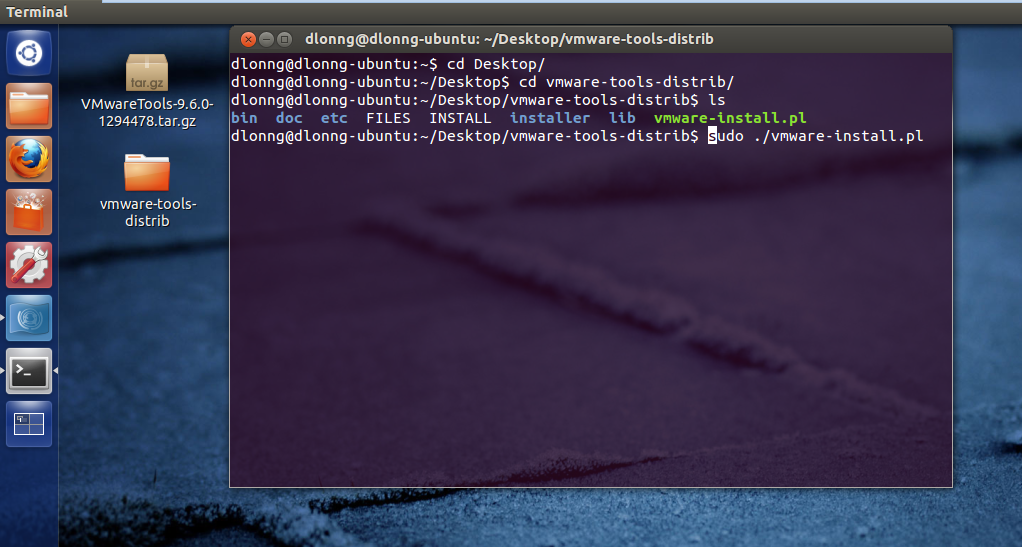 Terminal
tar.gz
VMwareTools-9.6.0-
1294478.tar.gz
vmware-tools-
distrib
dlonng@dlonng-ubuntu: ~/Desktop/vmware-tools-distrib
dlonng@dlonng-ubuntu:~$ cd Desktop/
dlonng@dlonng-ubuntu:~/Desktop$ cd vmware-tools-distrib/
dlonng@dlonng-ubuntu:~/Desktop/vmware-tools-distrib$ ls
bin doc etc FILES INSTALL installer lib vmware-install.pl
dlonng@dlonng-ubuntu:~/Desktop/vmware-tools-distrib$ sudo ./vmware-install.pl